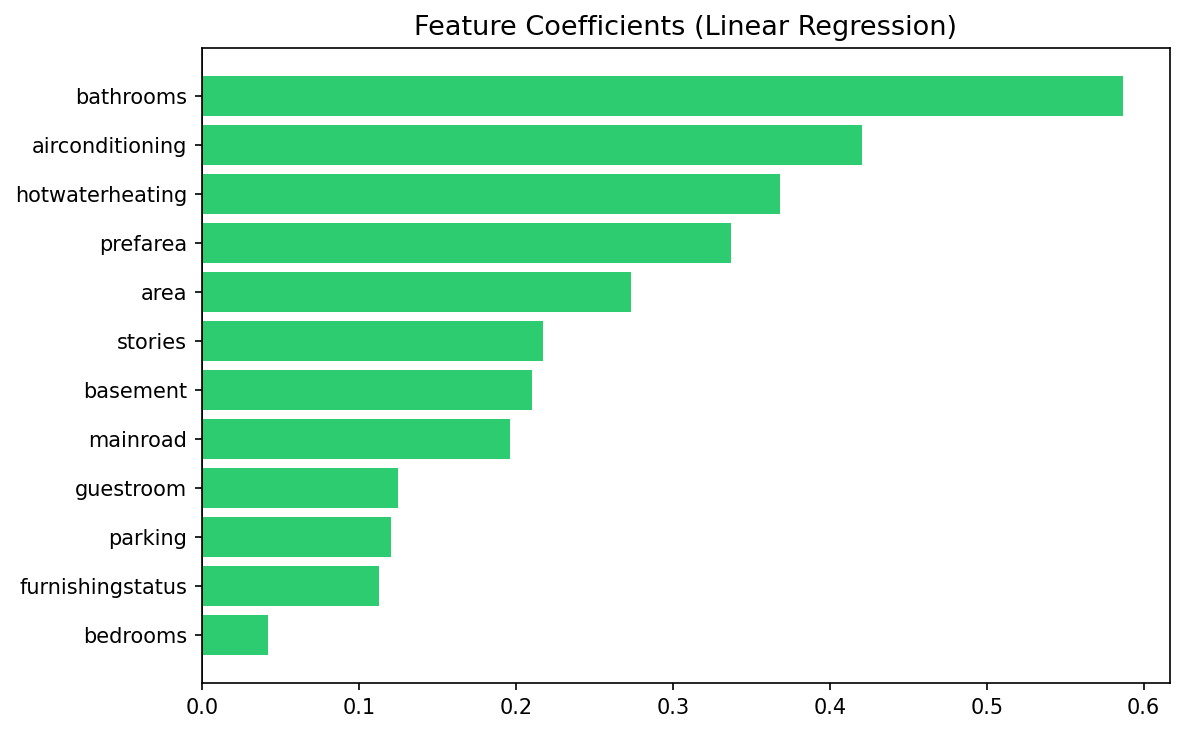 Feature Coefficients (Linear Regression)
bathrooms
airconditioning
hotwaterheating
prefarea
area
stories
basement
mainroad
guestroom
parking
furnishingstatus
bedrooms
0.0 0.1 0.2 0.3 0.4 0.5 0.6